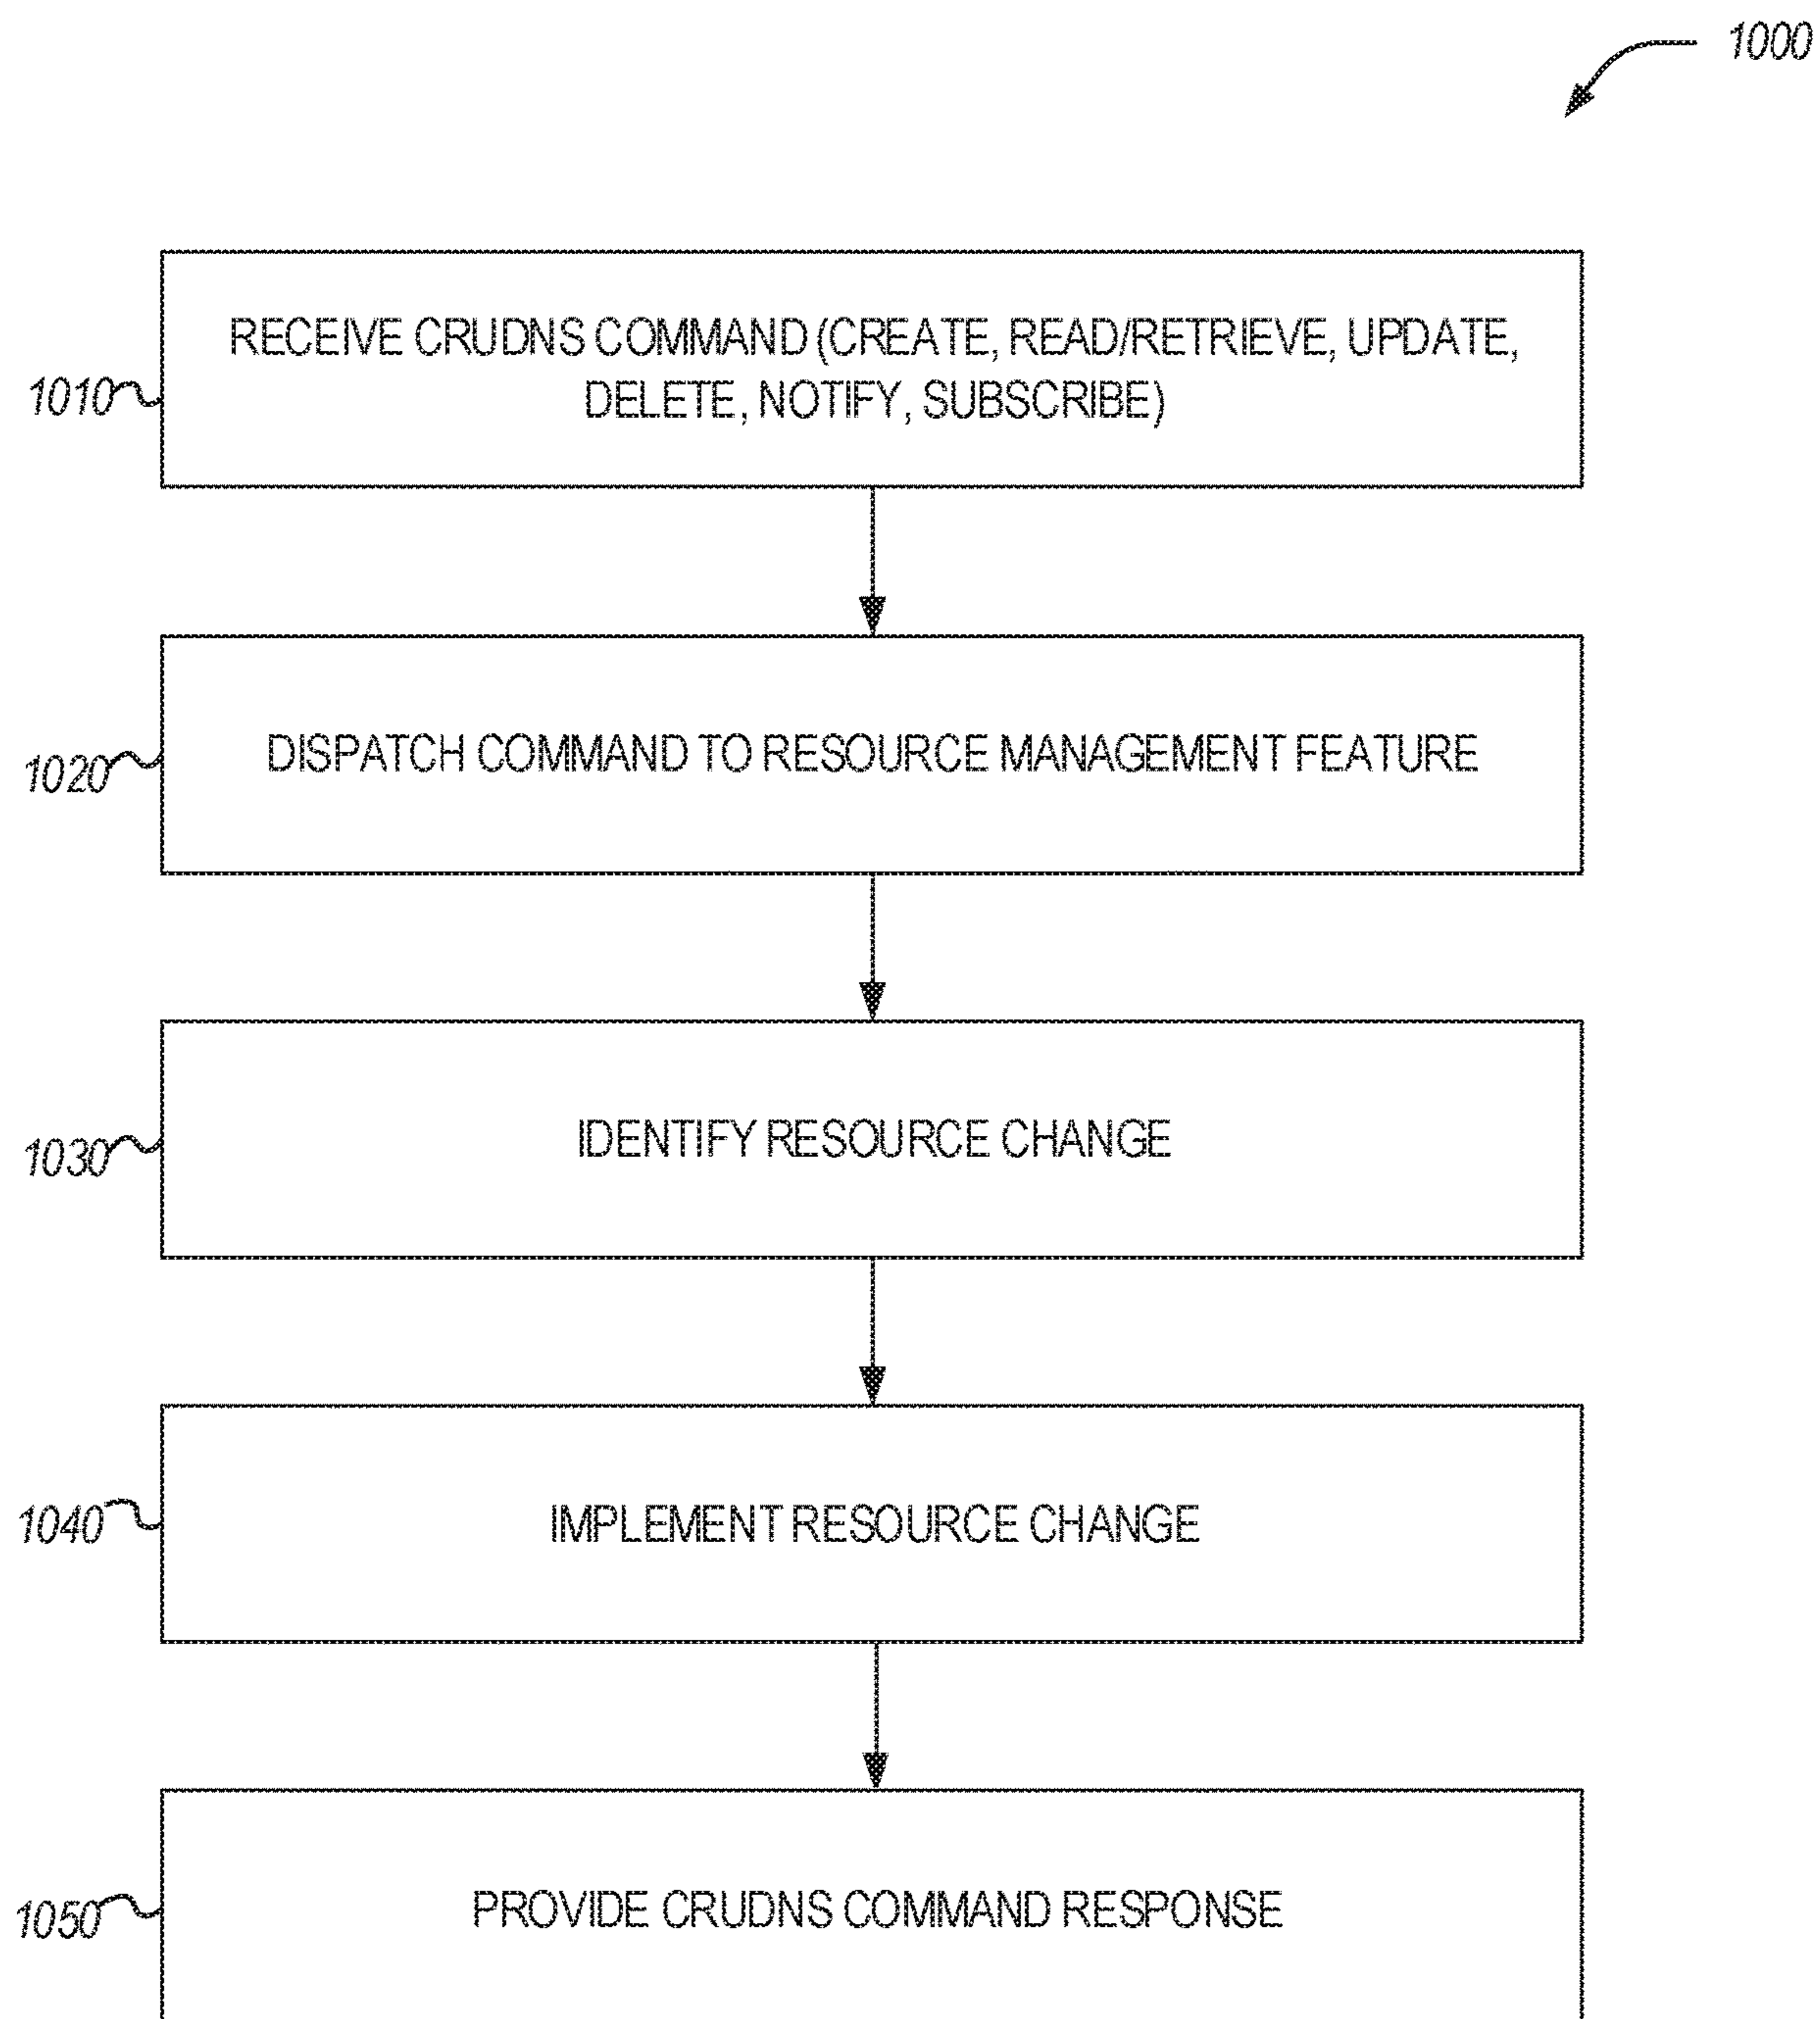 1000
RECEIVE CRUDNS COMMAND (CREATE, READ/RETRIEVE, UPDATE,
DELETE, NOTIFY, SUBSCRIBE)
1010
DISPATCH COMMAND TO RESOURCE MANAGEMENT FEATURE
1020
IDENTIFY RESOURCE CHANGE
1030
IMPLEMENT RESOURCE CHANGE
1040
PROVIDE CRUDNS COMMAND RESPONSE
1050